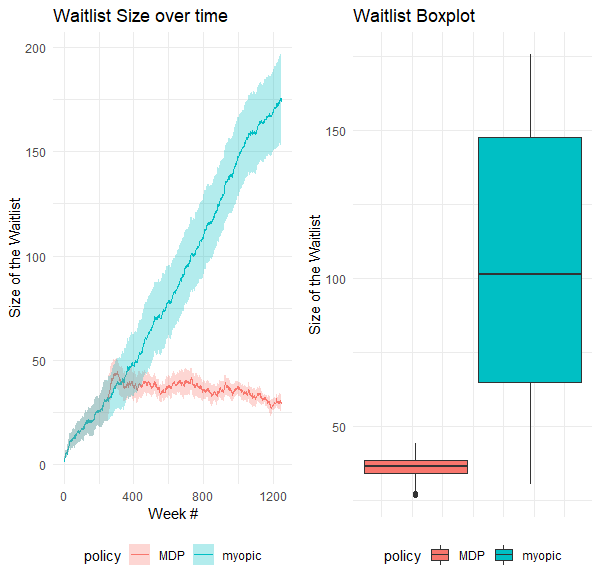 Waitlist Size over time
Size of the Waitlist
200
150
100
50
0
0 400 800 1200
Week #
policy MDP myopic
Waitlist Boxplot
Size of the Waitlist
150
100
50
policy MDP myopic